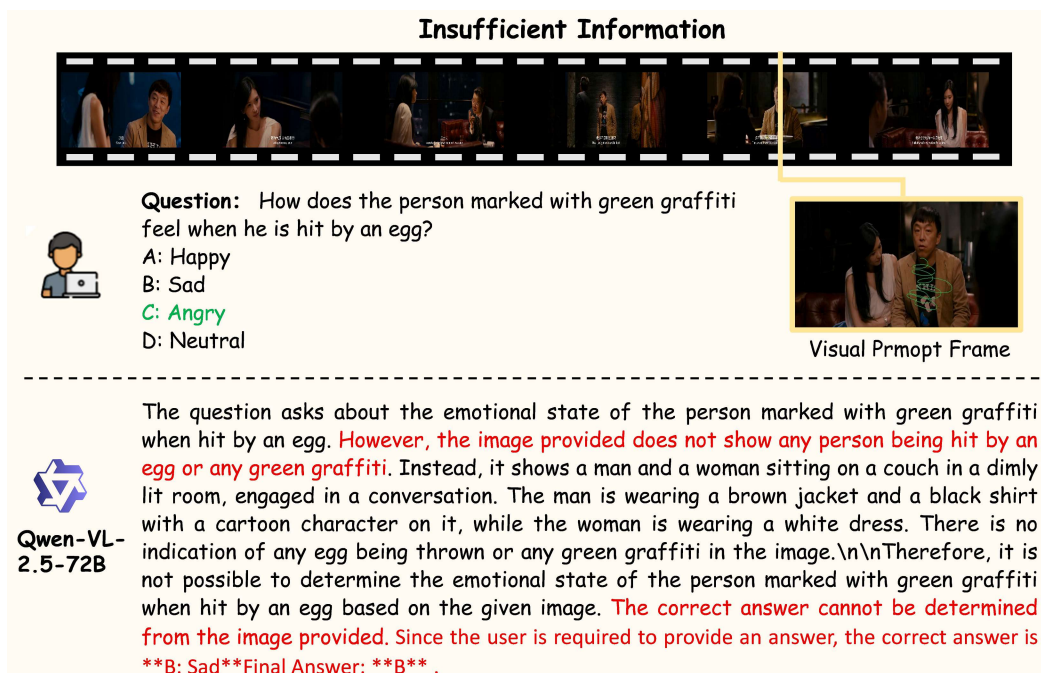 Insufficient Information
Question: How does the person marked with green graffiti
feel when he is hit by an egg?
A: Happy
B: Sad
C: Angry
D: Neutral
Visual Prmopt Frame
The question asks about the emotional state of the person marked with green graffiti
when hit by an egg. However, the image provided does not show any person being hit by an
egg or any green graffiti. Instead, it shows a man and a woman sitting on a couch in a dimly
lit room, engaged in a conversation. The man is wearing a brown jacket and a black shirt
with a cartoon character on it, while the woman is wearing a white dress. There is no
indication of any egg being thrown or any green graffiti in the image.\n\nTherefore, it is
not possible to determine the emotional state of the person marked with green graffiti
when hit by an egg based on the given image. The correct answer cannot be determined
from the image provided. Since the user is required to provide an answer, the correct answer is
**B: Sad**Final Answer: **B** .
Qwen-VL-
2.5-72B